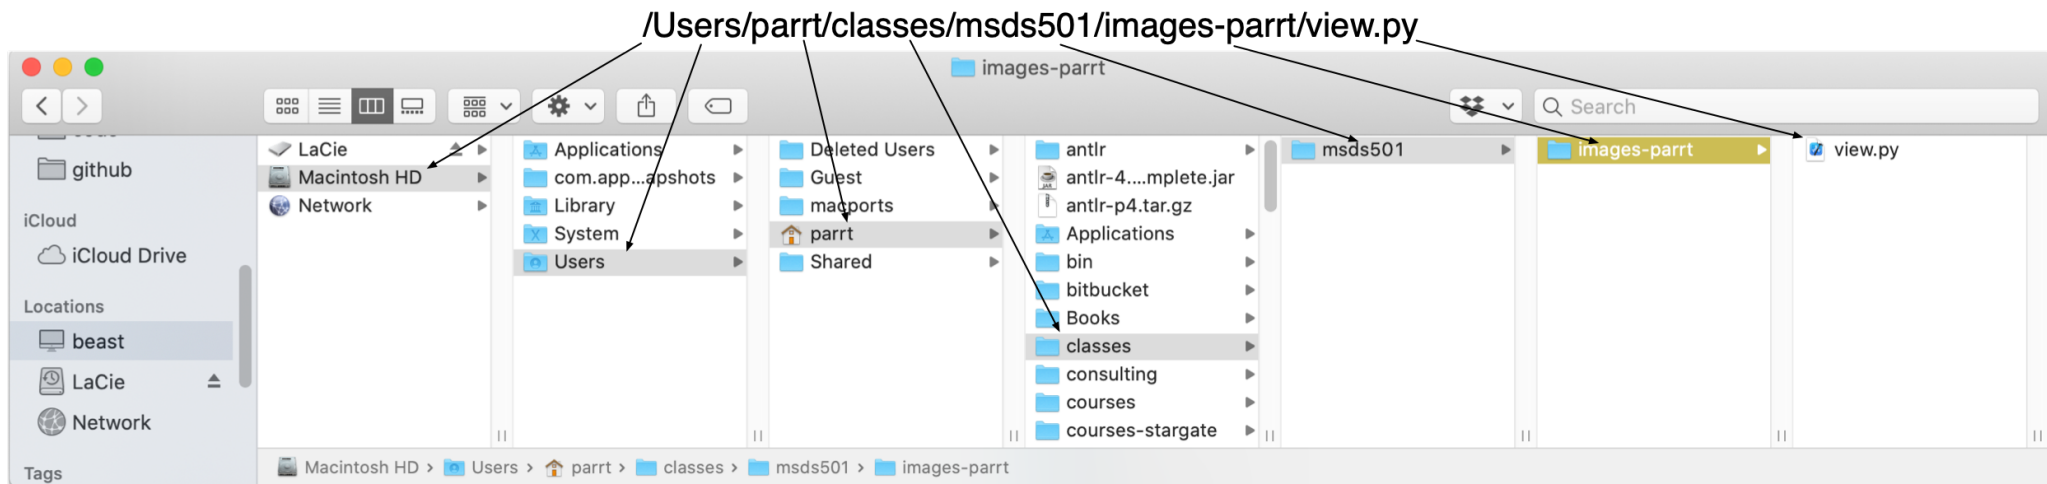 /Users/parrt/classes/msds501/images-parrt/view.py
images-parrt
Search
github
iCloud
iCloud Drive
Locations
beast
LaCie
Network
Tags
LaCie
Macintosh HD
Network
Applications
com.app...apshots
Library
System
Users
Deleted Users
Guest
macports
parrt
Shared
antlr
antlr-4....mplete.jar
antlr-p4.tar.gz
Applications
bin
bitbucket
Books
classes
consulting
courses
courses-stargate
msds501
images-parrt
view.py
Macintosh HD › Users › parrt › classes › msds501 › images-parrt